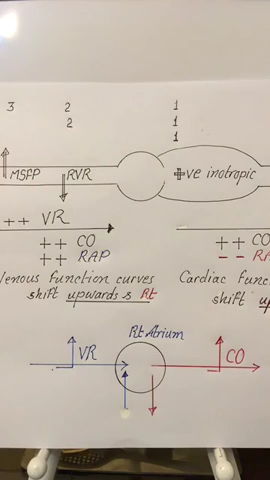 3 2 1
2 1
1
MSFP RVR +ve inotropic
++ VR
++ CO ++ CO
++ RAP -- R
Venous function curves Cardiac func
shift upwards & Rt shift up
Rt Atrium
VR CO